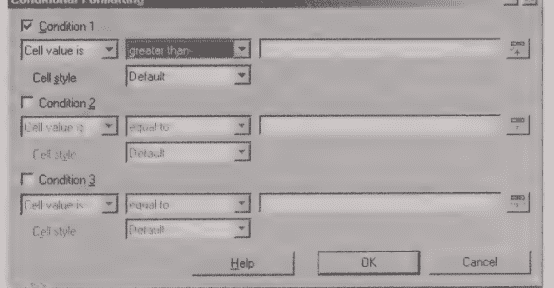 Conditional Formatting
Condition 1
Cell value is greater than
Cell style Default
Condition 2
Cell value is equal to
Cell style Default
Condition 3
Cell value is equal to
Cell style Default
Help OK Cancel